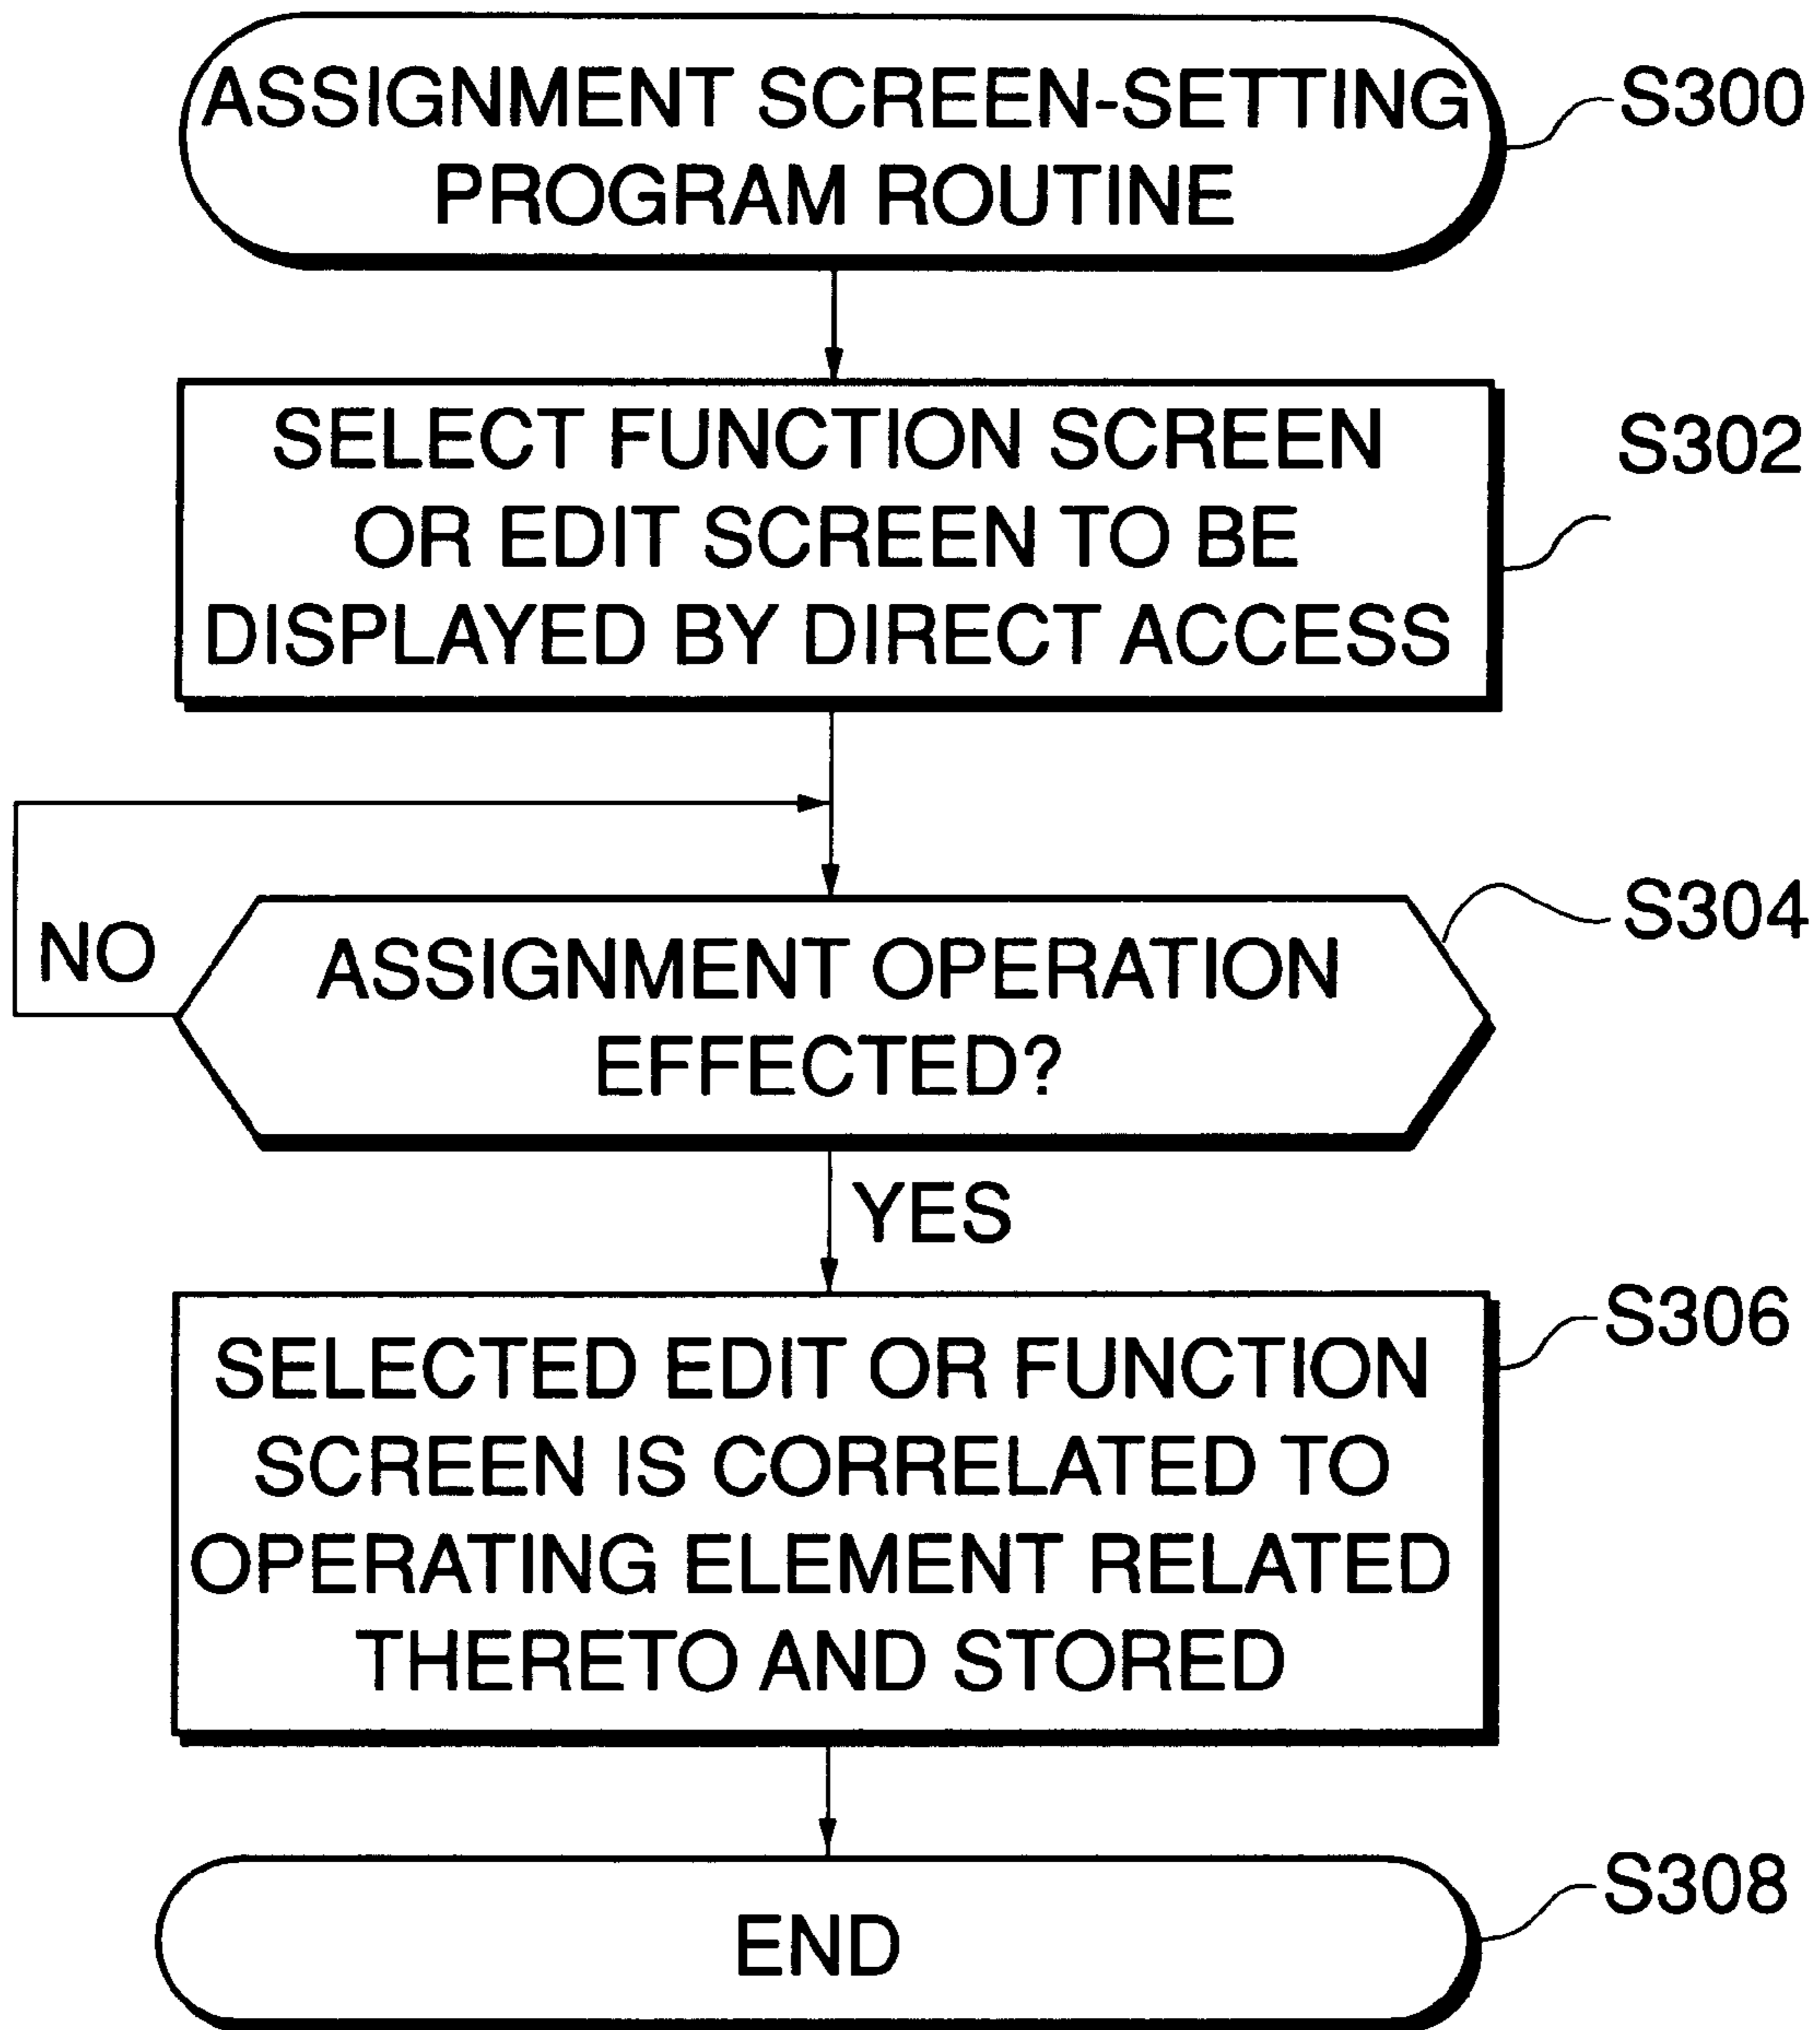 ASSIGNMENT SCREEN-SETTING
PROGRAM ROUTINE
S300
SELECT FUNCTION SCREEN
OR EDIT SCREEN TO BE
DISPLAYED BY DIRECT ACCESS
S302
NO
ASSIGNMENT OPERATION
EFFECTED?
S304
YES
SELECTED EDIT OR FUNCTION
SCREEN IS CORRELATED TO
OPERATING ELEMENT RELATED
THERETO AND STORED
S306
END
S308